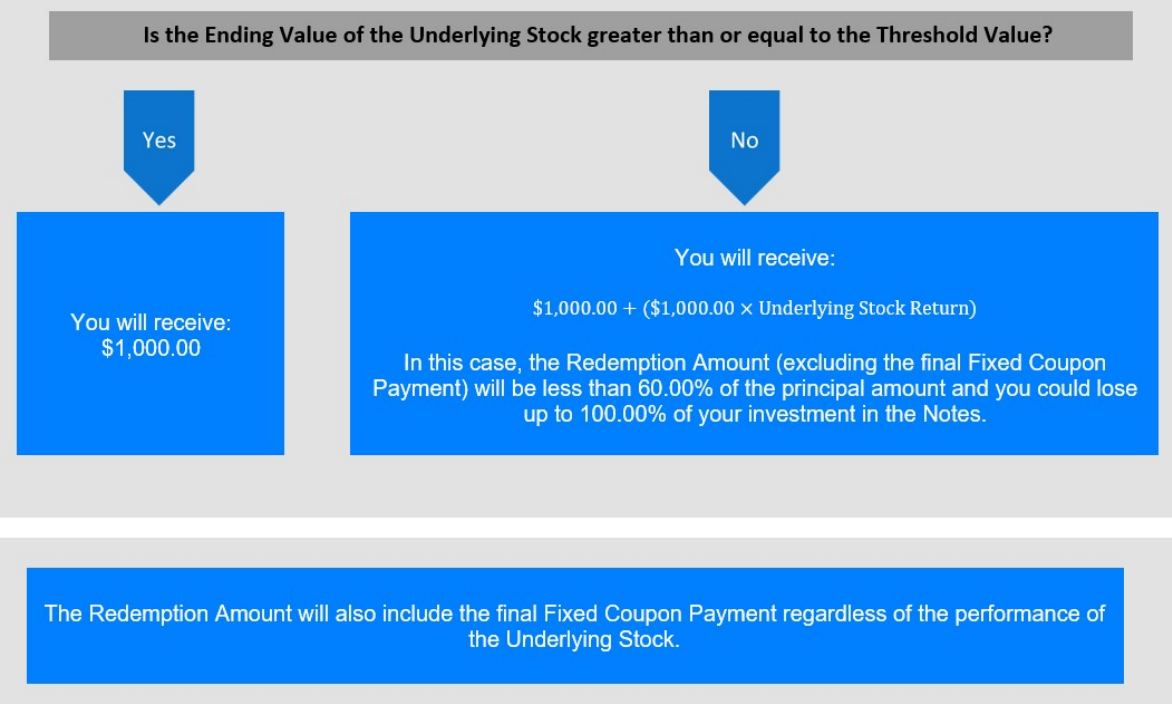 Is the Ending Value of the Underlying Stock greater than or equal to the Threshold Value?
Yes
No
You will receive:
$1,000.00
You will receive:
$1,000.00 + ($1,000.00 × Underlying Stock Return)
In this case, the Redemption Amount (excluding the final Fixed Coupon
Payment) will be less than 60.00% of the principal amount and you could lose
up to 100.00% of your investment in the Notes.
The Redemption Amount will also include the final Fixed Coupon Payment regardless of the performance of
the Underlying Stock.